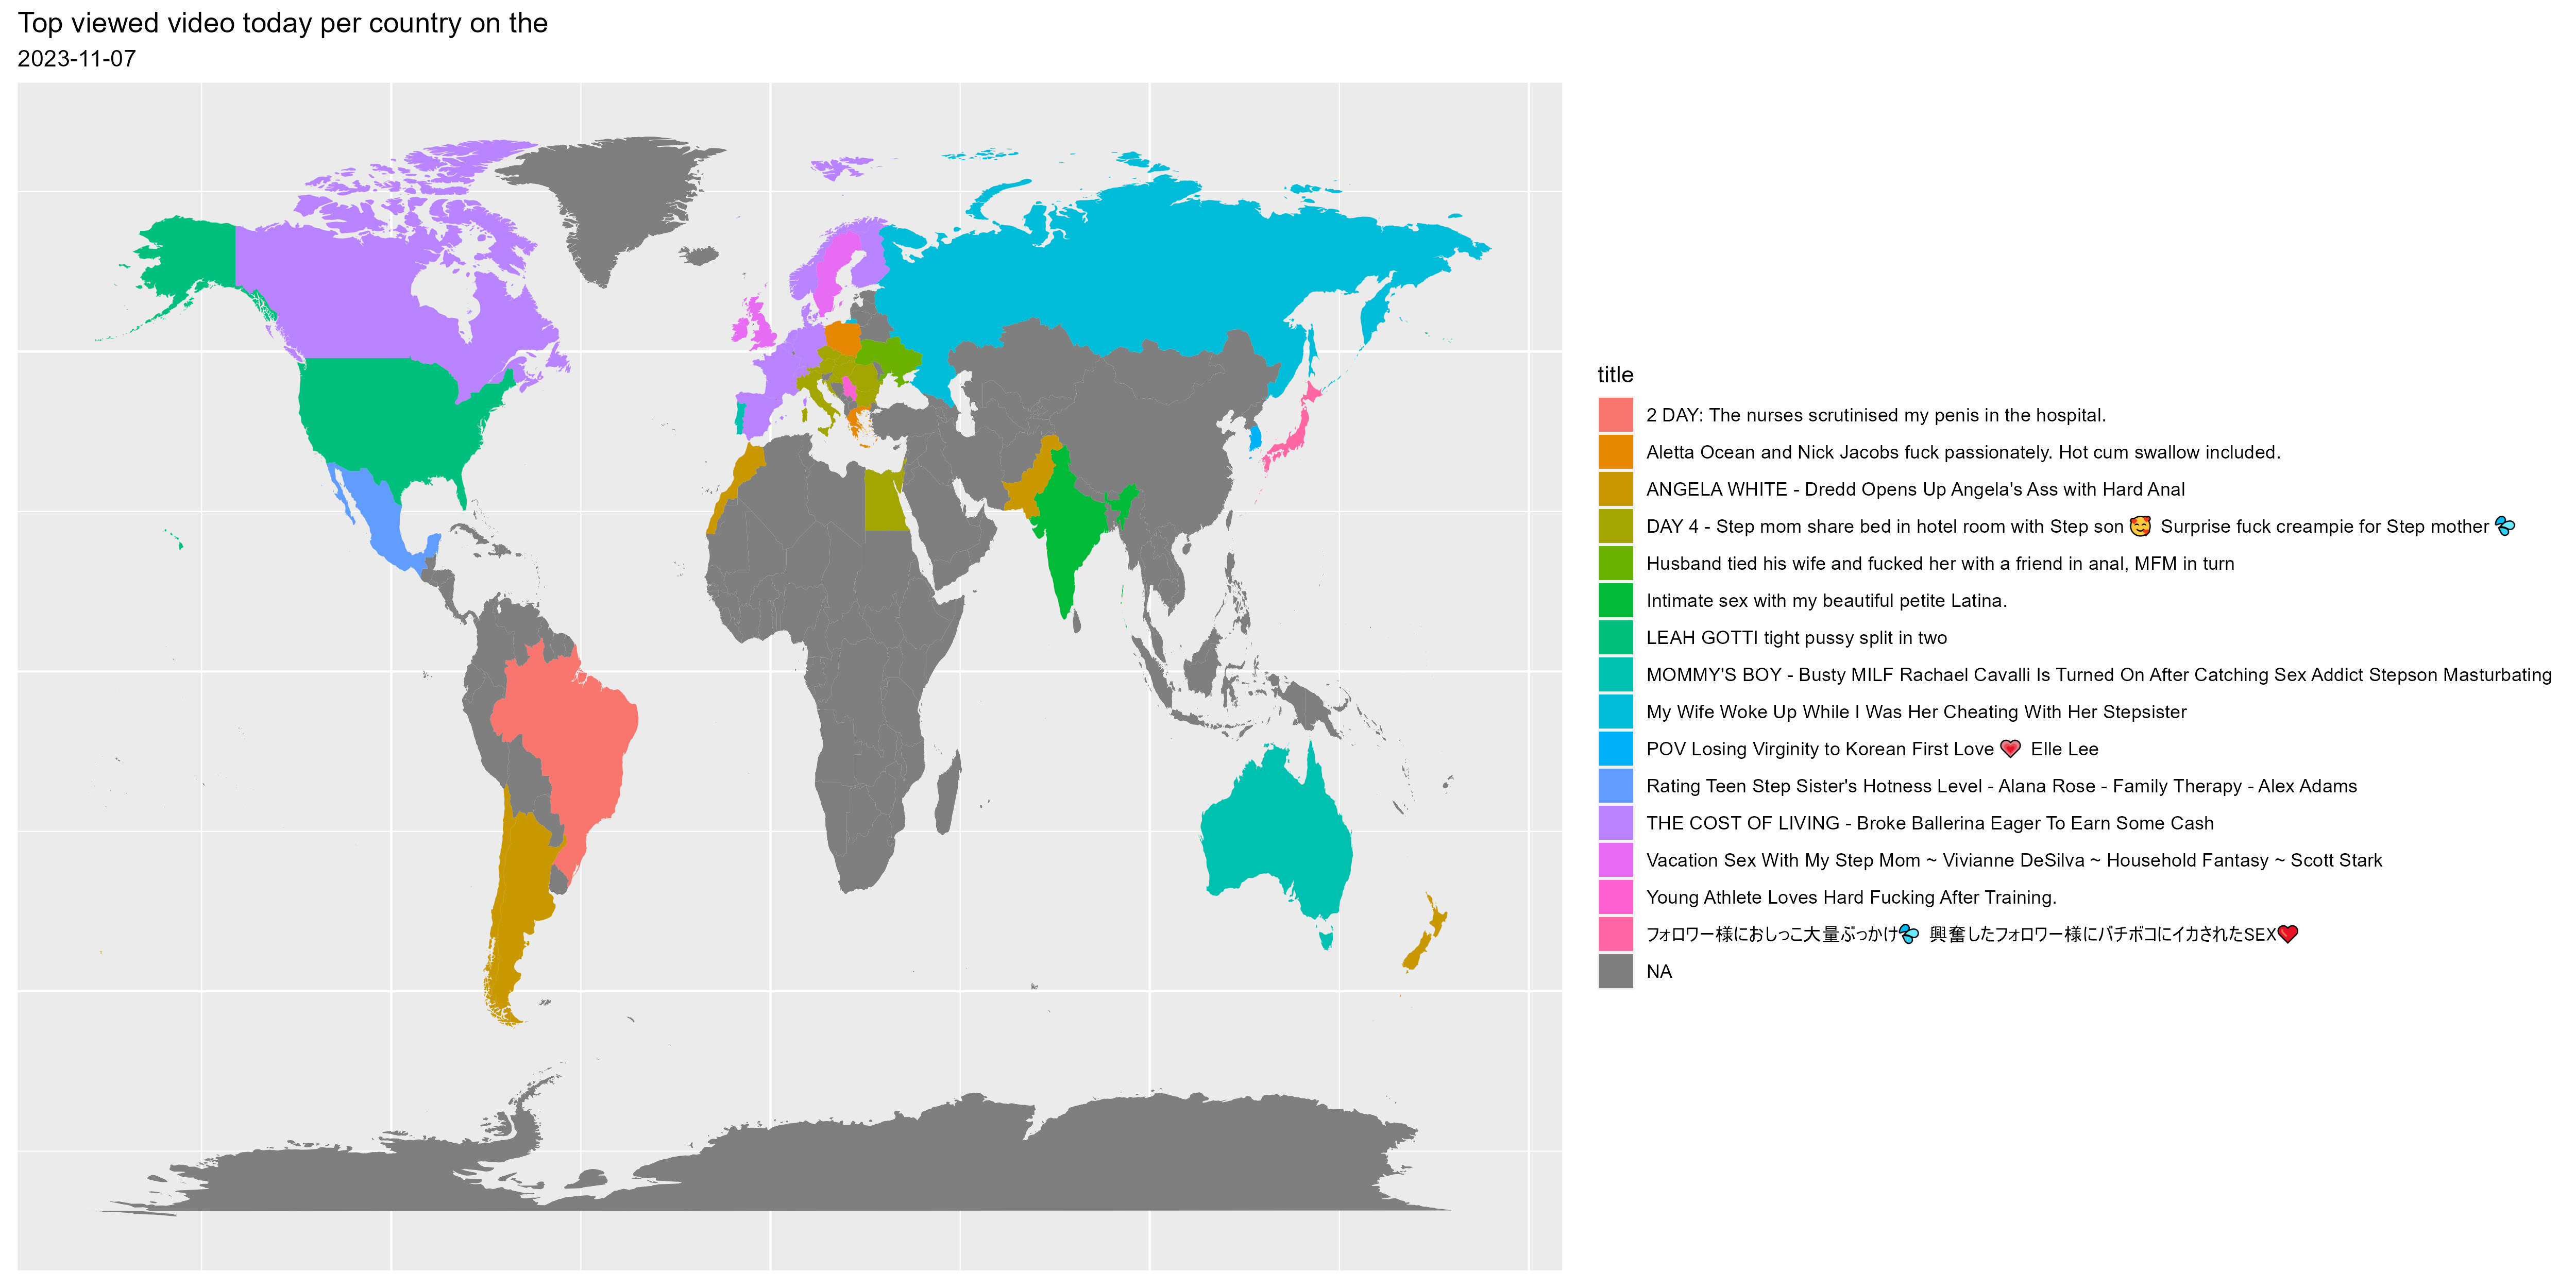 Top viewed video today per country on the
2023-11-07
title
2 DAY: The nurses scrutinised my penis in the hospital.
Aletta Ocean and Nick Jacobs fuck passionately. Hot cum swallow included.
ANGELA WHITE - Dredd Opens Up Angela's Ass with Hard Anal
DAY 4 - Step mom share bed in hotel room with Step son 🥰 Surprise fuck creampie for Step mother 💦
Husband tied his wife and fucked her with a friend in anal, MFM in turn
Intimate sex with my beautiful petite Latina.
LEAH GOTTI tight pussy split in two
MOMMY'S BOY - Busty MILF Rachael Cavalli Is Turned On After Catching Sex Addict Stepson Masturbating
My Wife Woke Up While I Was Her Cheating With Her Stepsister
POV Losing Virginity to Korean First Love 💗 Elle Lee
Rating Teen Step Sister's Hotness Level - Alana Rose - Family Therapy - Alex Adams
THE COST OF LIVING - Broke Ballerina Eager To Earn Some Cash
Vacation Sex With My Step Mom ~ Vivianne DeSilva ~ Household Fantasy ~ Scott Stark
Young Athlete Loves Hard Fucking After Training.
フォロワー様におしっこ大量ぶっかけ💦 興奮したフォロワー様にバチボコにイカされたSEX❤️
NA